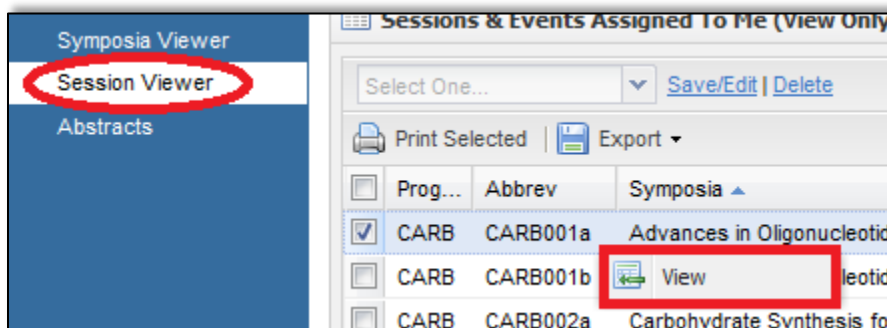 Symposia Viewer
Session Viewer
Abstracts
Sessions & Events Assigned To Me (View Only
Select One...
Save/Edit | Delete
Print Selected | Export
Prog... Abbrev Symposia
CARB CARB001a Advances in Oligonucleotid
CARB CARB001b View leotid
CARB CARB002a Carbohydrate Synthesis fo